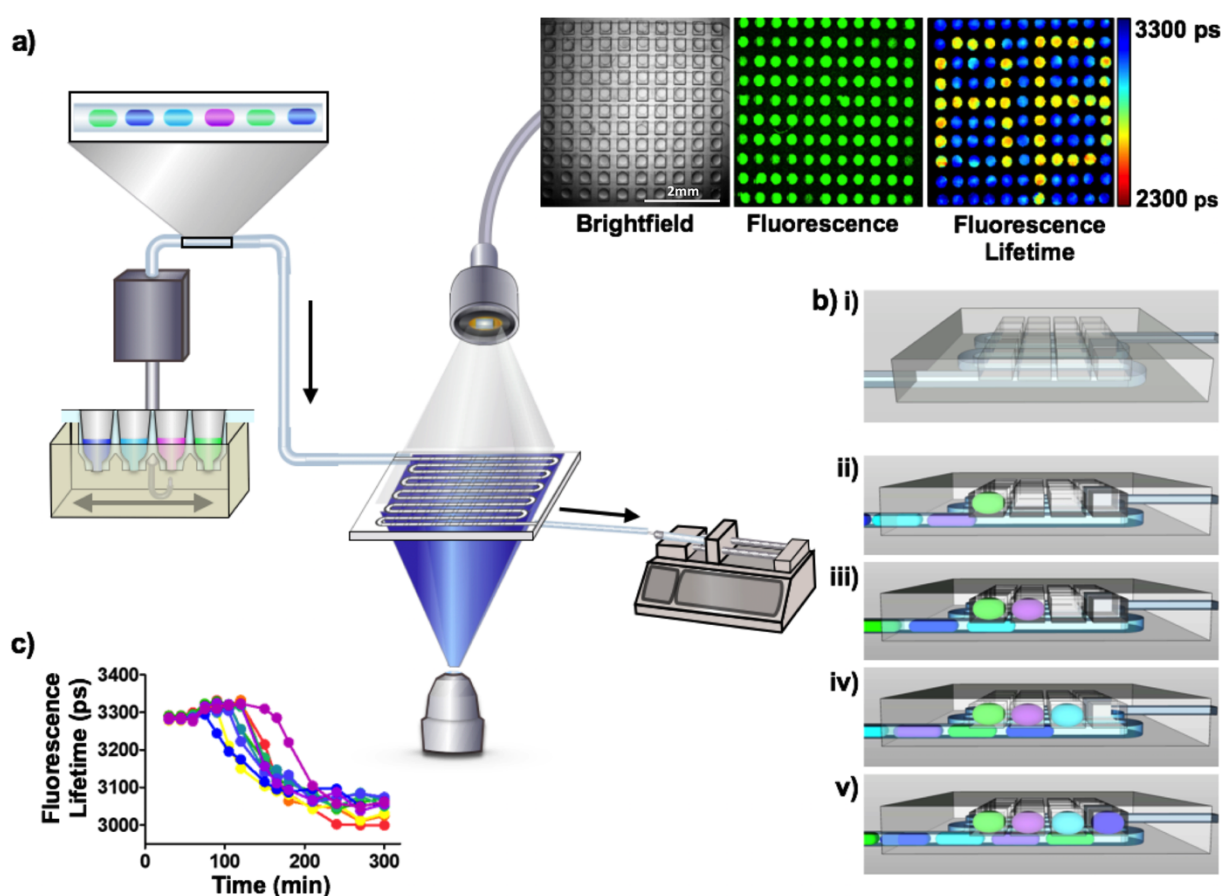 a)
2mm
Brightfield
Fluorescence
Fluorescence
Lifetime
3300 ps
2300 ps
b) i)
ii)
iii)
iv)
v)
c)
Fluorescence
Lifetime (ps)
3400
3300
3200
3100
3000
0
100
200
300
Time (min)